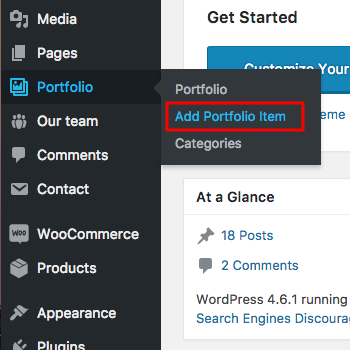 Media
Pages
Portfolio
Our team
Comments
Contact
WooCommerce
Products
Appearance
Plugins
Portfolio
Add Portfolio Item
Categories
Get Started
Customize Your
eme
At a Glance
18 Posts
2 Comments
WordPress 4.6.1 running
Search Engines Discourag